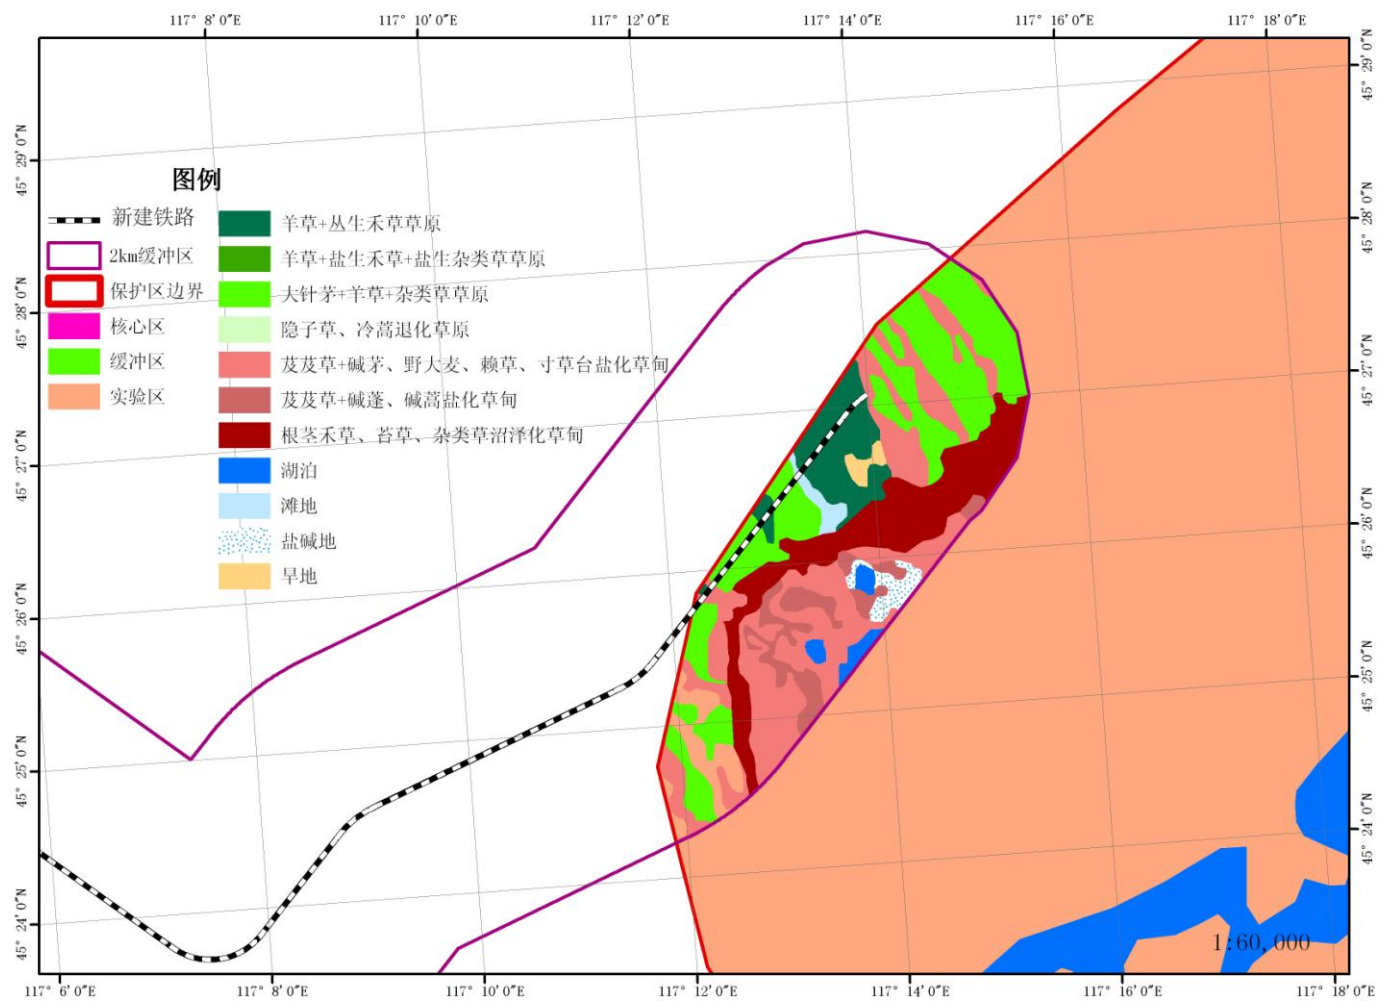 117° 8′ 0″E
117° 10′ 0″E
117° 12′ 0″E
117° 14′ 0″E
117° 16′ 0″E
117° 18′ 0″E
45° 29′ 0″N
45° 28′ 0″N
45° 27′ 0″N
45° 26′ 0″N
45° 25′ 0″N
45° 24′ 0″N
图例
新建铁路
2km缓冲区
保护区边界
核心区
缓冲区
实验区
羊草+丛生禾草草原
羊草+盐生禾草+盐生杂类草草原
大针茅+羊草+杂类草草原
隐子草、冷蒿退化草原
芨芨草+碱茅、野大麦、赖草、寸草台盐化草甸
芨芨草+碱蓬、碱蒿盐化草甸
根茎禾草、苔草、杂类草沼泽化草甸
湖泊
滩地
盐碱地
旱地
45° 29′ 0″N
45° 28′ 0″N
45° 27′ 0″N
45° 26′ 0″N
45° 25′ 0″N
45° 24′ 0″N
1:60,000
117° 6′ 0″E
117° 8′ 0″E
117° 10′ 0″E
117° 12′ 0″E
117° 14′ 0″E
117° 16′ 0″E
117° 18′ 0″E